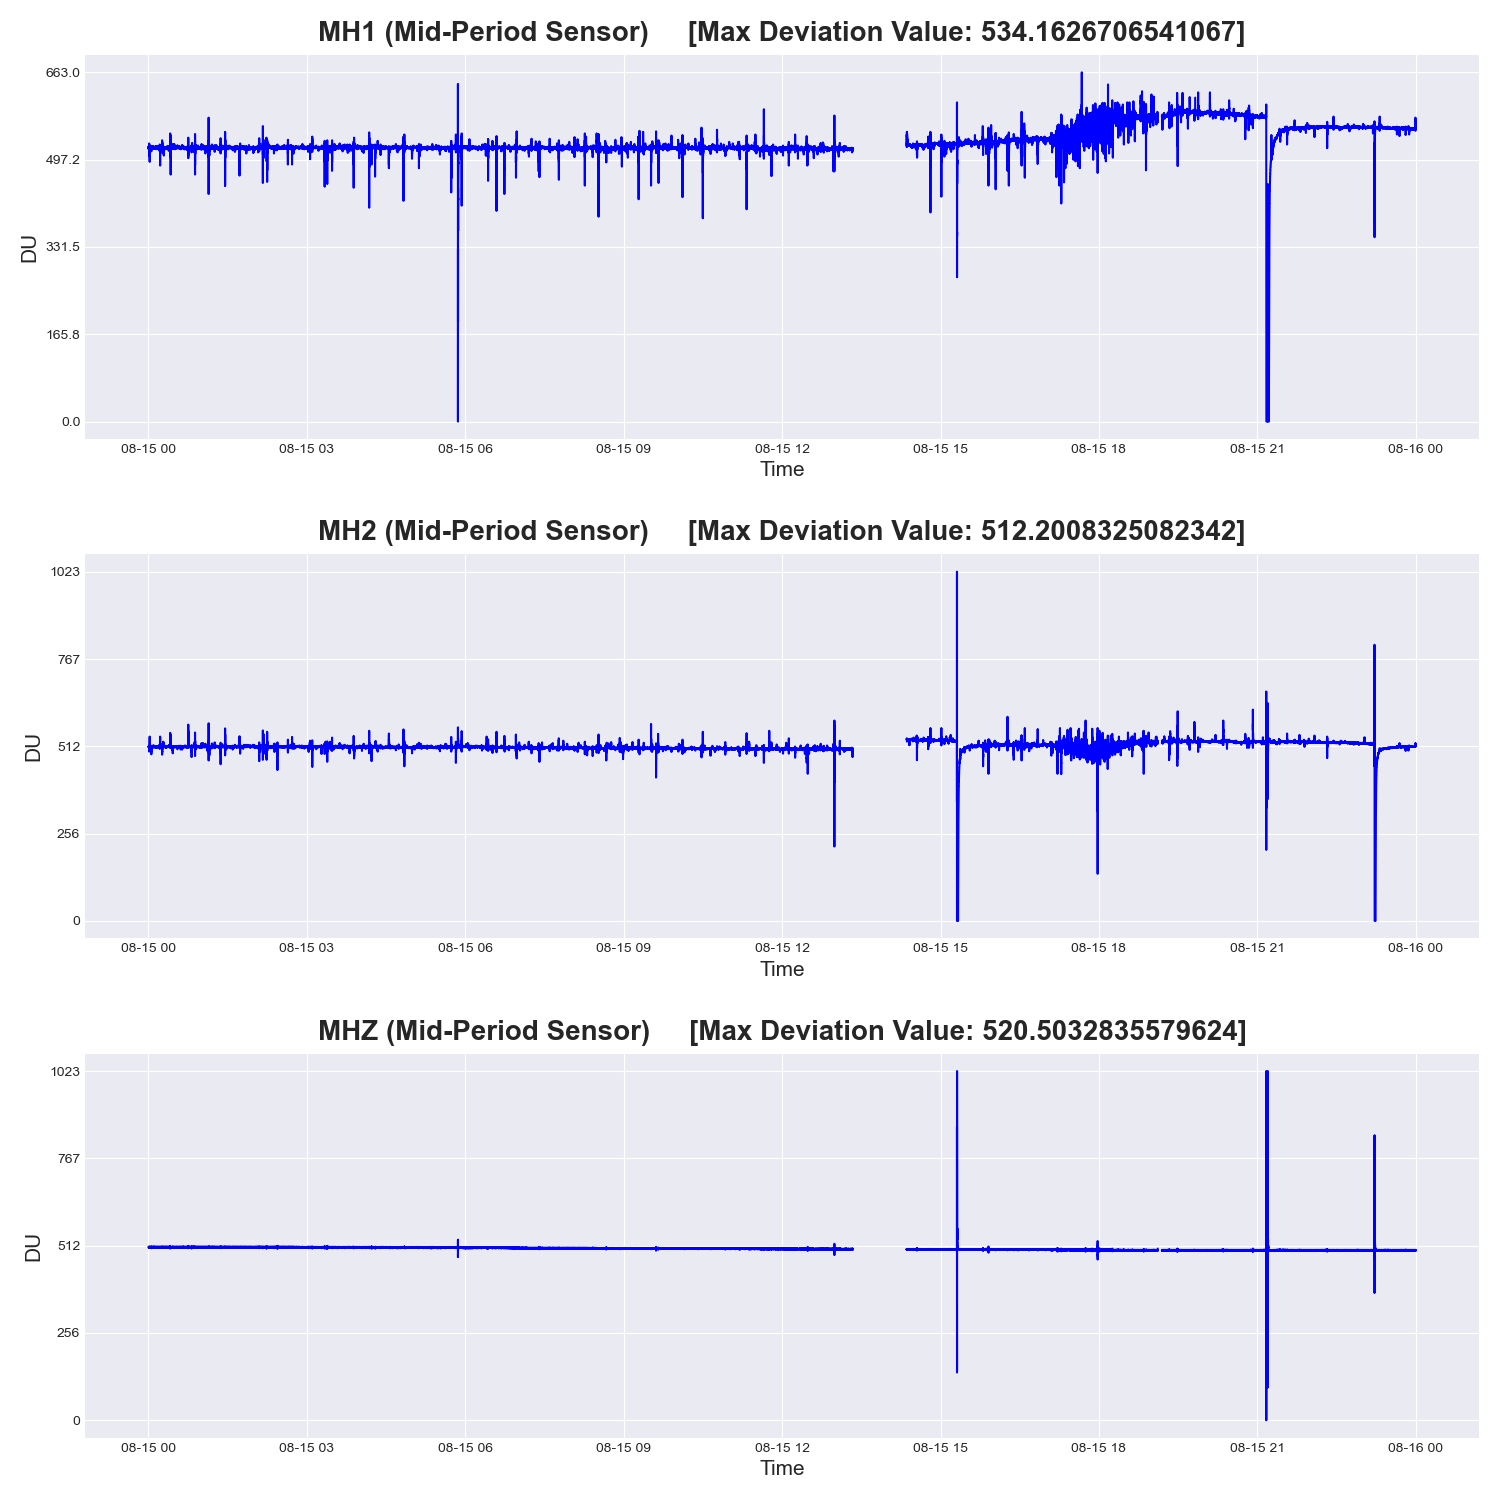 MH1 (Mid-Period Sensor) [Max Deviation Value: 534.1626706541067]
663.0
497.2
331.5
165.8
0.0
DU
08-15 00 08-15 03 08-15 06 08-15 09 08-15 12 08-15 15 08-15 18 08-15 21 08-16 00
Time
MH2 (Mid-Period Sensor) [Max Deviation Value: 512.2008325082342]
1023
767
512
256
0
DU
08-15 00 08-15 03 08-15 06 08-15 09 08-15 12 08-15 15 08-15 18 08-15 21 08-16 00
Time
MHZ (Mid-Period Sensor) [Max Deviation Value: 520.5032835579624]
1023
767
512
256
0
DU
08-15 00 08-15 03 08-15 06 08-15 09 08-15 12 08-15 15 08-15 18 08-15 21 08-16 00
Time